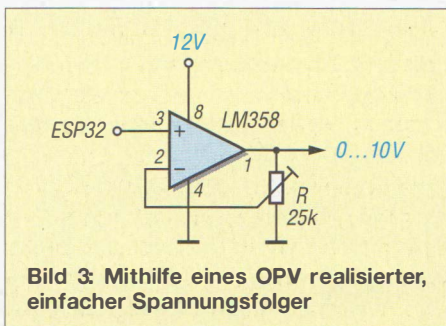 12V
8
LM358
ESP32
3
+
2
−
1
0...10V
4
R
25k
Bild 3: Mithilfe eines OPV realisierter,
einfacher Spannungsfolger